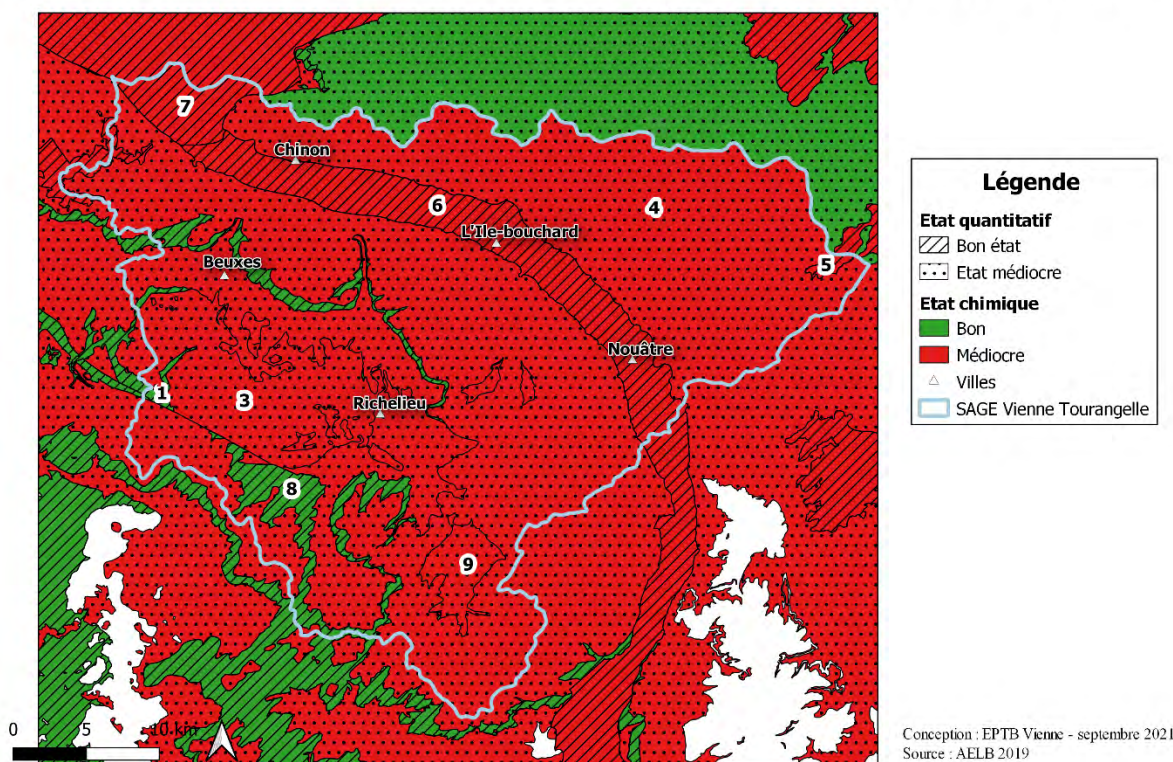 7
Chinon
6
4
L'Ile-bouchard
5
Beuxes
Nouâtre
1
3
Richelieu
8
9
0 5 10 km
Légende
Etat quantitatif
Bon état
Etat médiocre
Etat chimique
Bon
Médiocre
Villes
SAGE Vienne Tourangelle
Conception : EPTB Vienne - septembre 2021
Source : AELB 2019